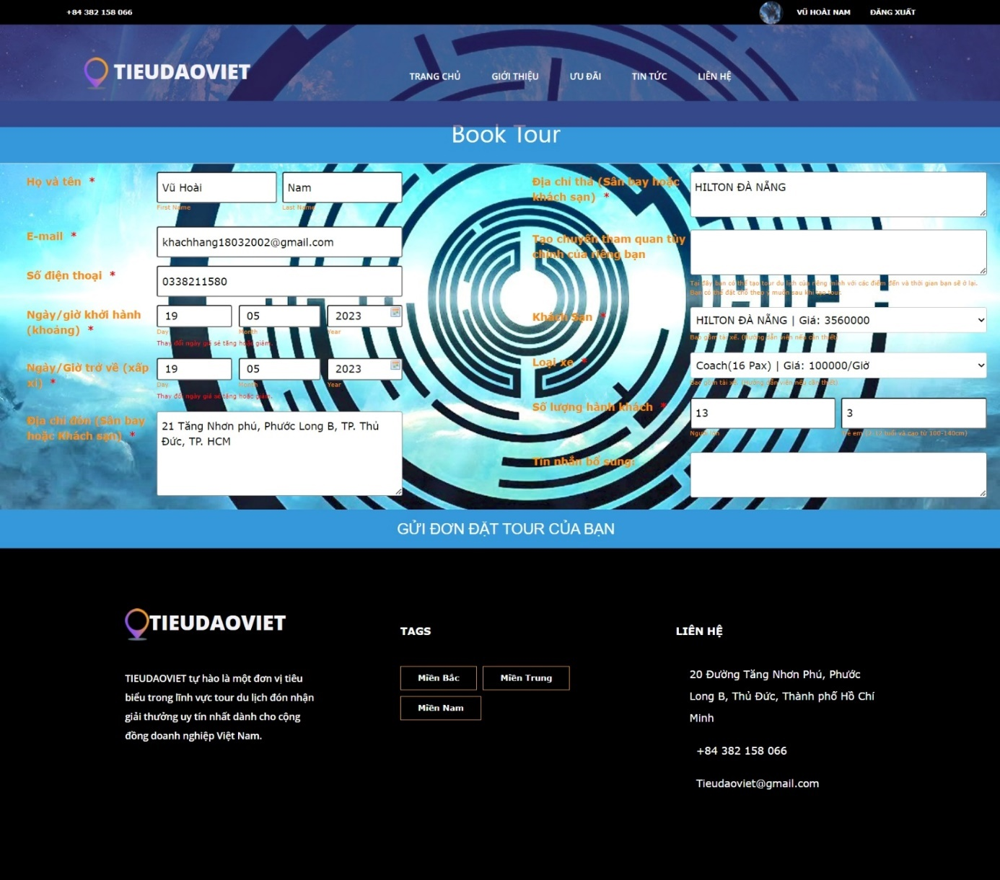 +84 382 158 066
VŨ HOÀI NAM
ĐĂNG XUẤT
TIEUDAOVIET
TRANG CHỦ
GIỚI THIỆU
ƯU ĐÃI
TIN TỨC
LIÊN HỆ
Book Tour
Họ và tên *
Vũ Hoài
Nam
First Name
Last Name
E-mail *
khachhang18032002@gmail.com
Số điện thoại *
0338211580
Ngày/giờ khởi hành
(khoảng) *
19
05
2023
Day
Month
Year
Thay đổi ngày giá sẽ tăng hoặc giảm.
Ngày/Giờ trở về (xấp
xỉ) *
19
05
2023
Day
Month
Year
Thay đổi ngày giá sẽ tăng hoặc giảm.
Địa chỉ đón (Sân bay
hoặc Khách sạn) *
21 Tăng Nhơn phú, Phước Long B, TP. Thủ
Đức, TP. HCM
Địa chỉ thả (Sân bay hoặc
khách sạn) *
HILTON ĐÀ NẴNG
Tạo chuyến tham quan tùy
chỉnh của riêng bạn
Tại đây bạn có thể tạo tour du lịch của riêng mình với các điểm đến và thời gian bạn sẽ ở lại.
Bạn có thể đặt chỗ theo ý muốn sau khi tạo tour.
Khách Sạn *
HILTON ĐÀ NẴNG | Giá: 3560000
Bao gồm tài xế. (Hướng dẫn viên nếu cần thiết)
Loại xe *
Coach(16 Pax) | Giá: 100000/Giờ
Bao gồm tài xế. (Hướng dẫn viên nếu cần thiết)
Số lượng hành khách *
13
3
Người lớn
Trẻ em (2-12 tuổi và cao từ 100-140cm)
Tin nhắn bổ sung:
GỬI ĐƠN ĐẶT TOUR CỦA BẠN
TIEUDAOVIET
TIEUDAOVIET tự hào là một đơn vị tiêu
biểu trong lĩnh vực tour du lịch đón nhận
giải thưởng uy tín nhất dành cho cộng
đồng doanh nghiệp Việt Nam.
TAGS
Miền Bắc
Miền Trung
Miền Nam
LIÊN HỆ
20 Đường Tăng Nhơn Phú, Phước
Long B, Thủ Đức, Thành phố Hồ Chí
Minh
+84 382 158 066
Tieudaoviet@gmail.com